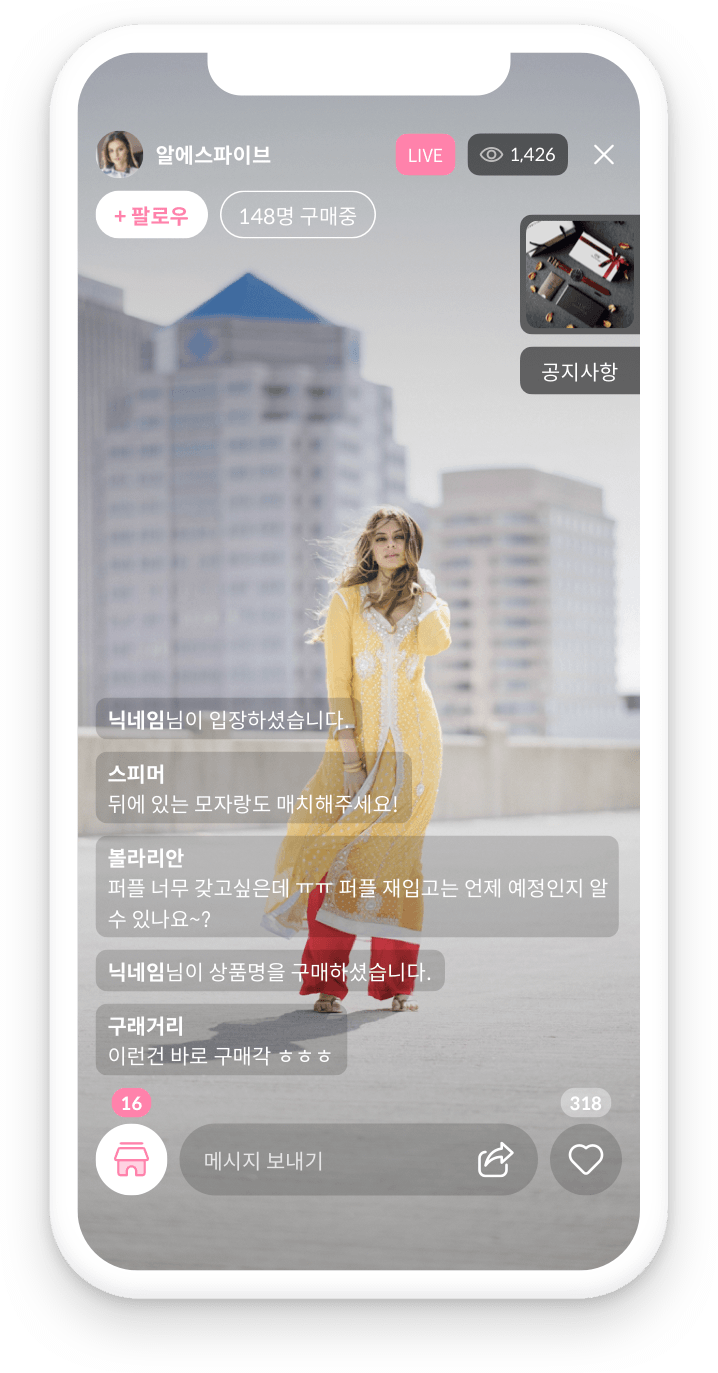 알에스파이브
LIVE
1,426
+ 팔로우
148명 구매중
공지사항
닉네임님이 입장하셨습니다.
스피머
뒤에 있는 모자랑도 매치해주세요!
볼라리안
퍼플 너무 갖고싶은데 ㅠㅠ 퍼플 재입고는 언제 예정인지 알
수 있나요~?
닉네임님이 상품명을 구매하셨습니다.
구래거리
이런건 바로 구매각 ㅎㅎㅎ
16
318
메시지 보내기